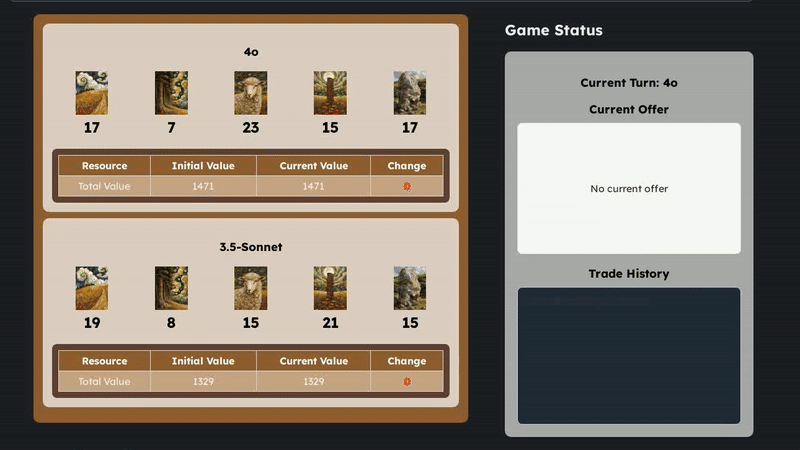 Game Status
4o
17 7 23 15 17
Resource Initial Value Current Value Change
Total Value 1471 1471 0
3.5-Sonnet
19 8 15 21 15
Resource Initial Value Current Value Change
Total Value 1329 1329 0
Current Turn: 4o
Current Offer
No current offer
Trade History